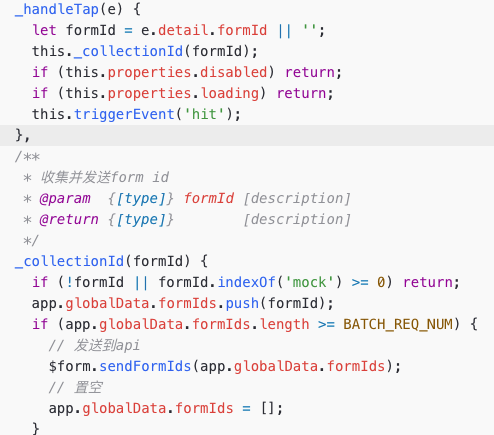 _handleTap(e) {
let formId = e.detail.formId || '';
this._collectionId(formId);
if (this.properties.disabled) return;
if (this.properties.loading) return;
this.triggerEvent('hit');
},
/**
* 收集并发送form id
* @param {[type]} formId [description]
* @return {[type]} [description]
*/
_collectionId(formId) {
if (!formId || formId.indexOf('mock') >= 0) return;
app.globalData.formIds.push(formId);
if (app.globalData.formIds.length >= BATCH_REQ_NUM) {
// 发送到api
$form.sendFormIds(app.globalData.formIds);
// 置空
app.globalData.formIds = [];
}